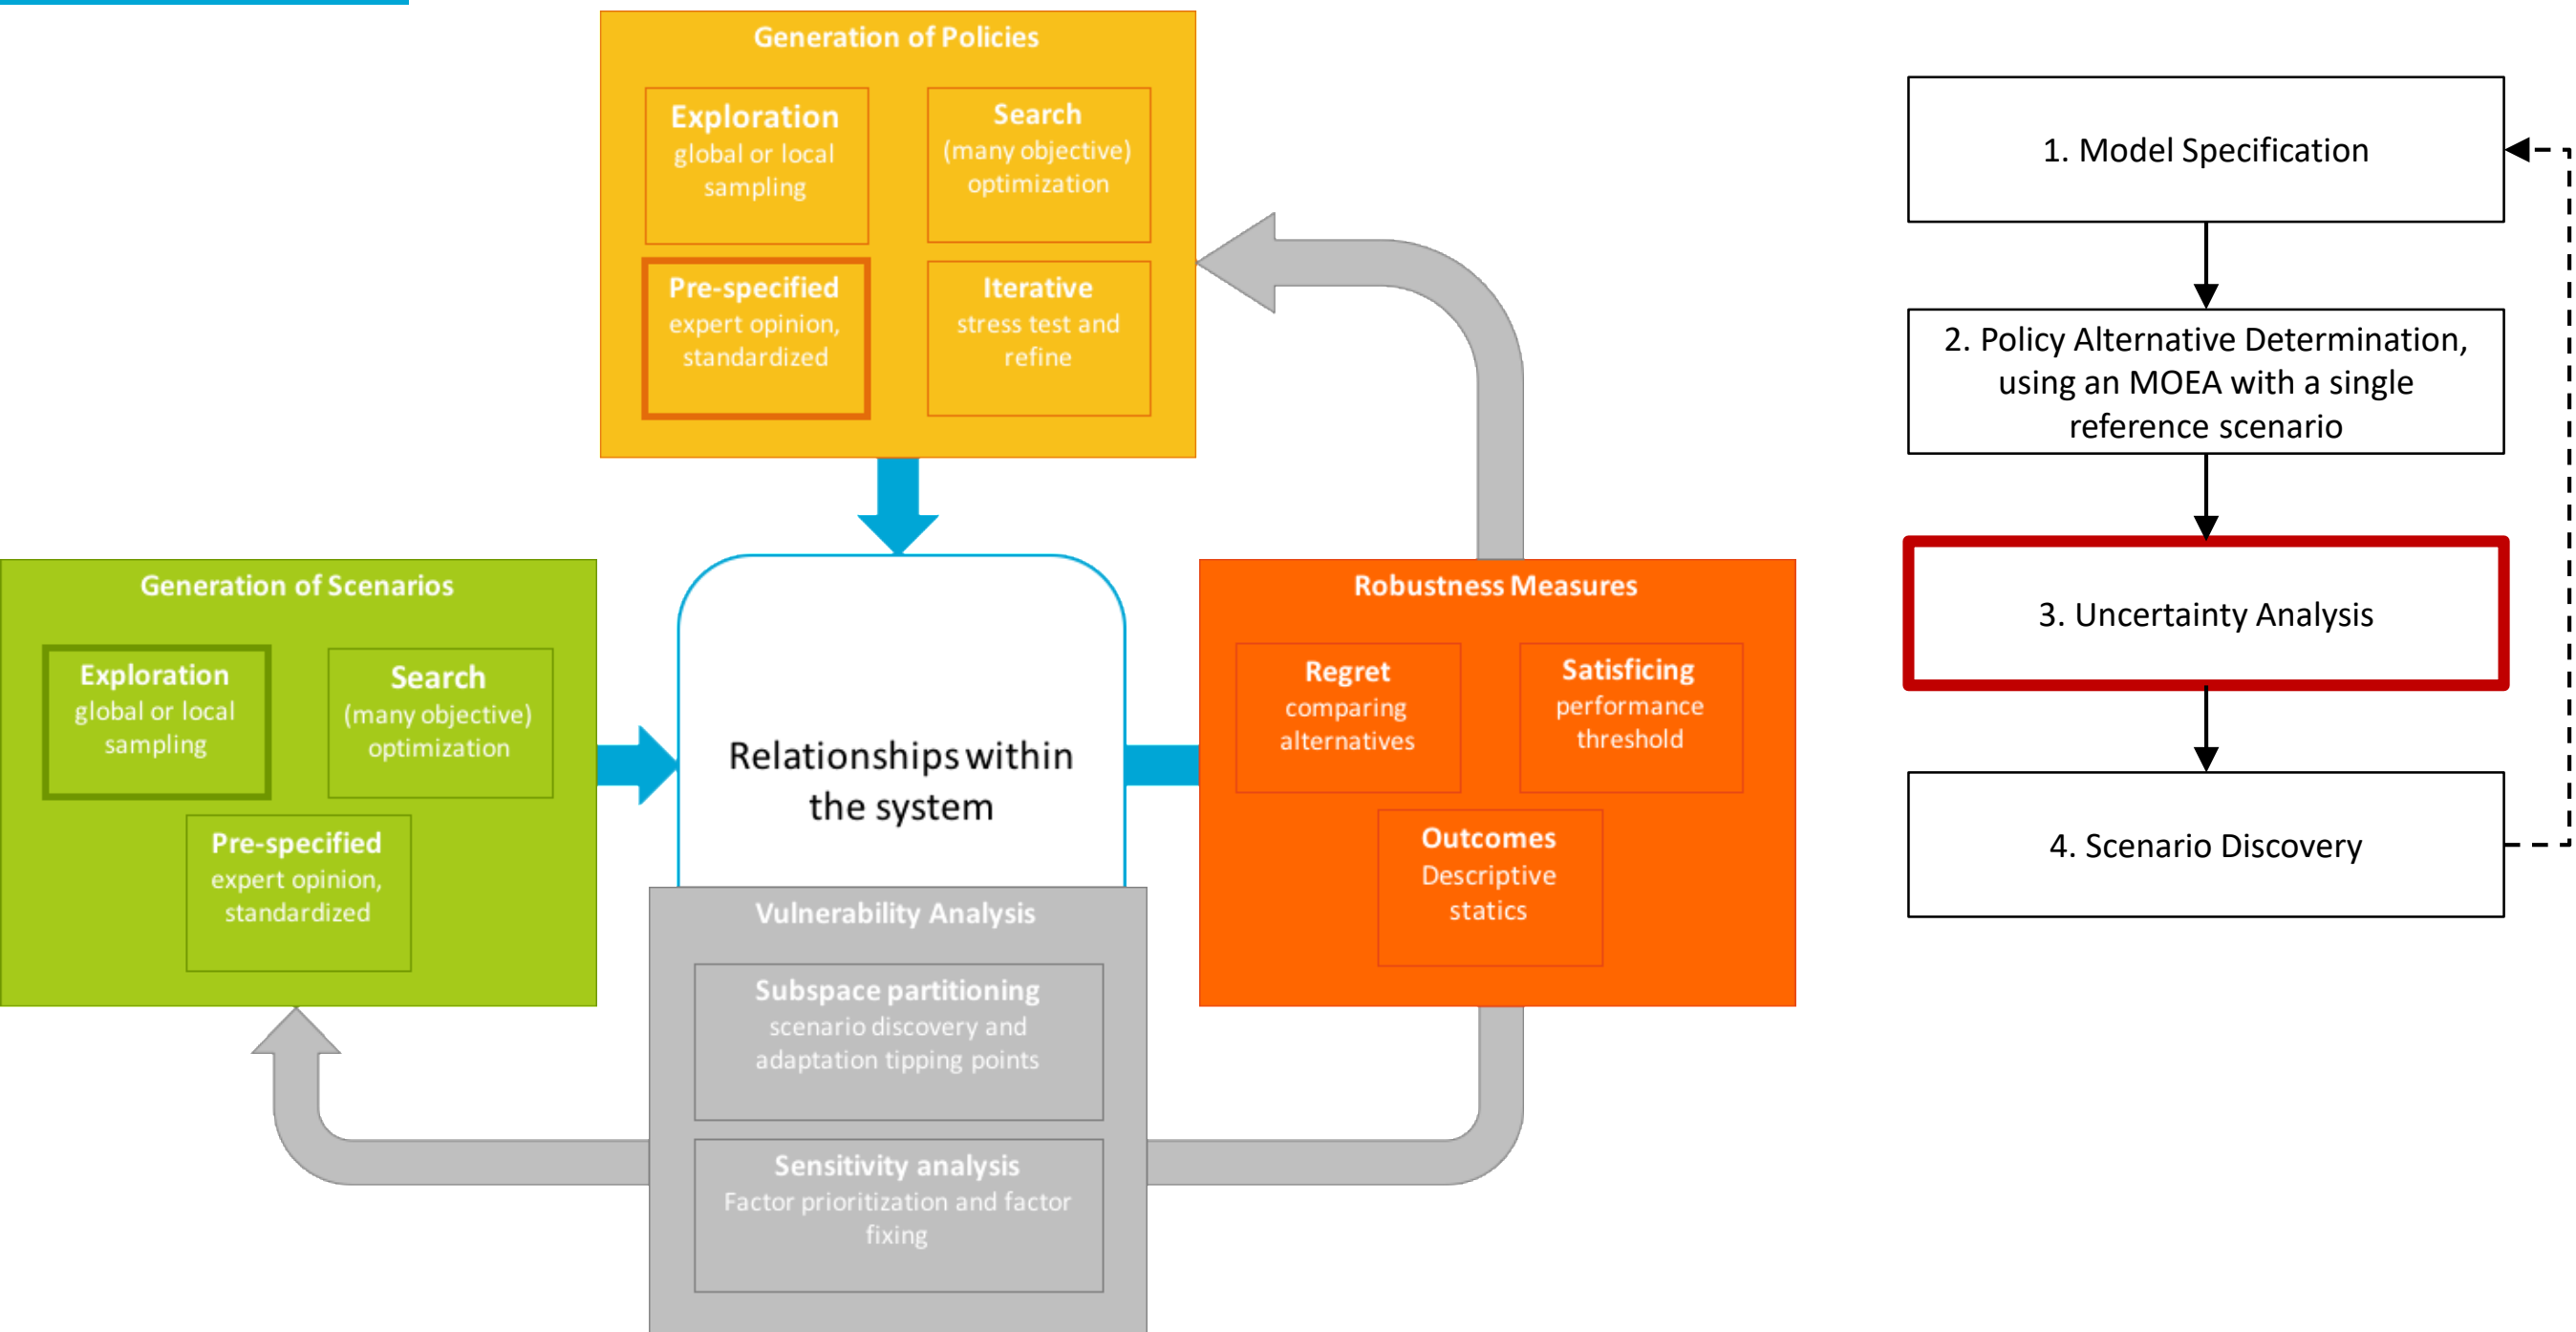 Generation of Policies
Exploration
global or local
sampling
Search
(many objective)
optimization
Pre-specified
expert opinion,
standardized
Iterative
stress test and
refine
Generation of Scenarios
Exploration
global or local
sampling
Search
(many objective)
optimization
Pre-specified
expert opinion,
standardized
Relationships within
the system
Vulnerability Analysis
Subspace partitioning
scenario discovery and
adaptation tipping points
Sensitivity analysis
Factor prioritization and factor
fixing
Robustness Measures
Regret
comparing
alternatives
Satisficing
performance
threshold
Outcomes
Descriptive
statics
1. Model Specification
2. Policy Alternative Determination,
using an MOEA with a single
reference scenario
3. Uncertainty Analysis
4. Scenario Discovery